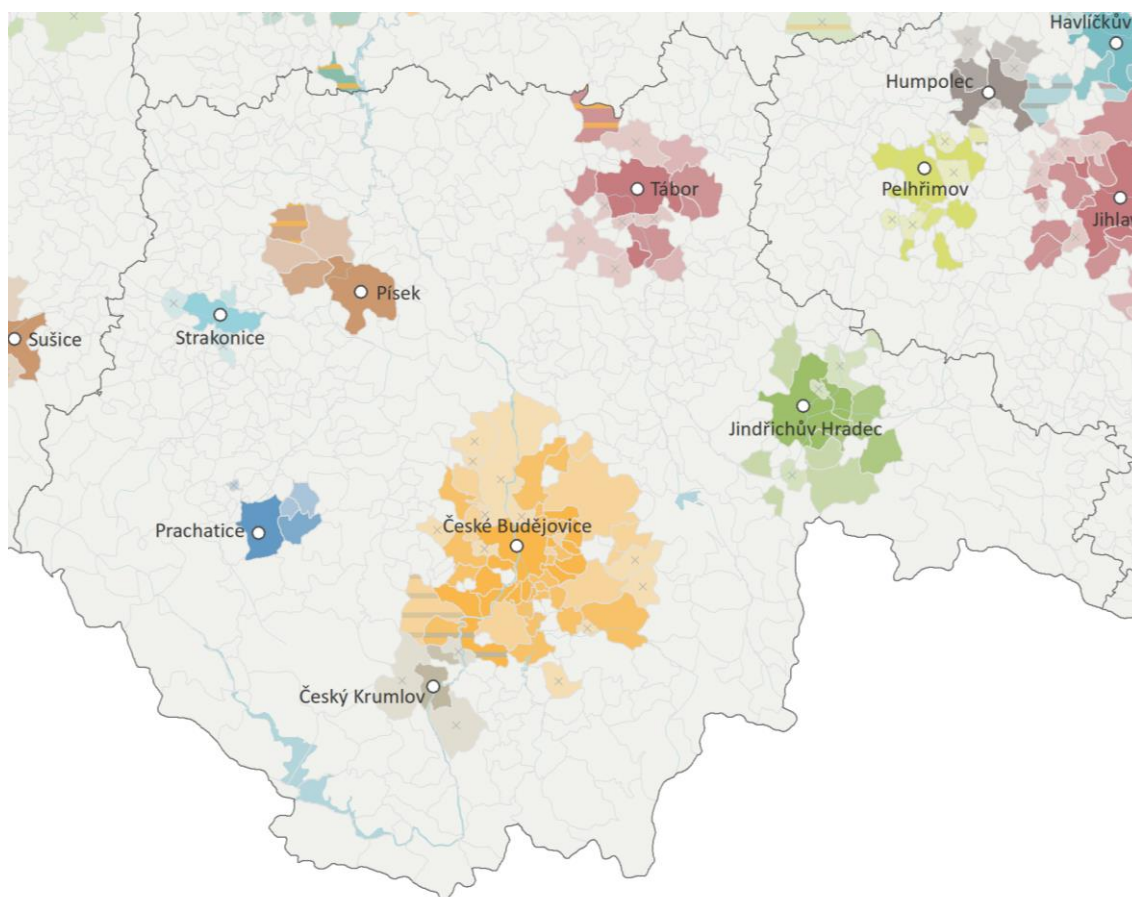 Havlíčkův
Humpolec
Pelhřimov
Tábor
Jihlav
Písek
Strakonice
Sušice
Jindřichův Hradec
České Budějovice
Prachatice
Český Krumlov